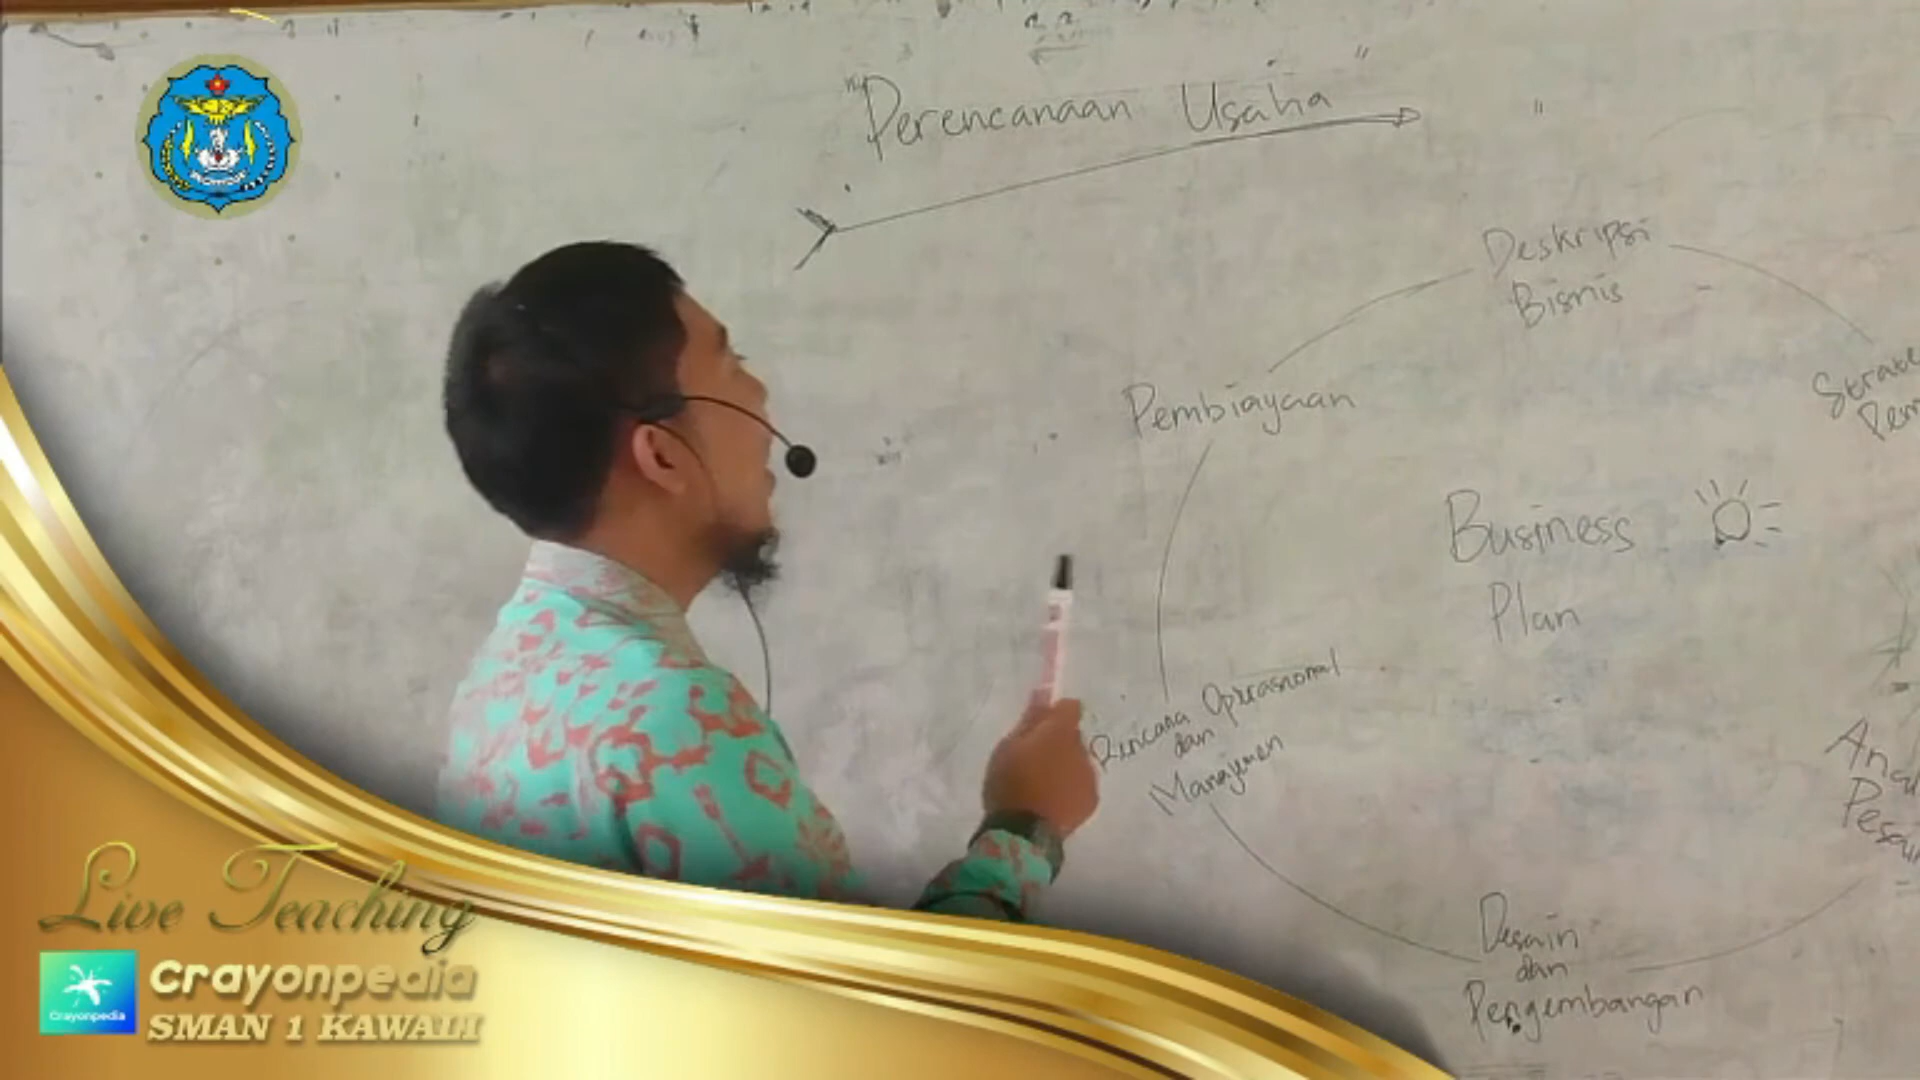 "Perencanaan Usaha"
Deskripsi
Bisnis
Pembiayaan
Business
Plan
Rencana Operasional
dan
Manajemen
Desain
dan
Pengembangan
Live Teaching
Crayonpedia
Crayonpedia
SMAN 1 KAWALI